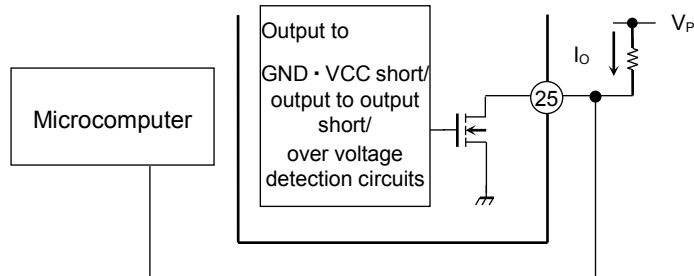 Output to
GND・VCC short/
output to output
short/
over voltage
detection circuits
Microcomputer
25
I_O
V_P